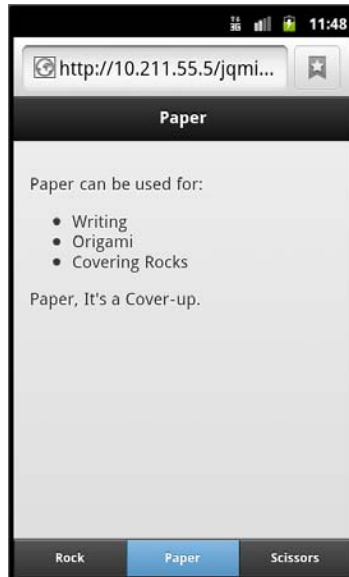 3G 11:48
http://10.211.55.5/jqmi...
Paper
Paper can be used for:
• Writing
• Origami
• Covering Rocks
Paper, It's a Cover-up.
Rock Paper Scissors